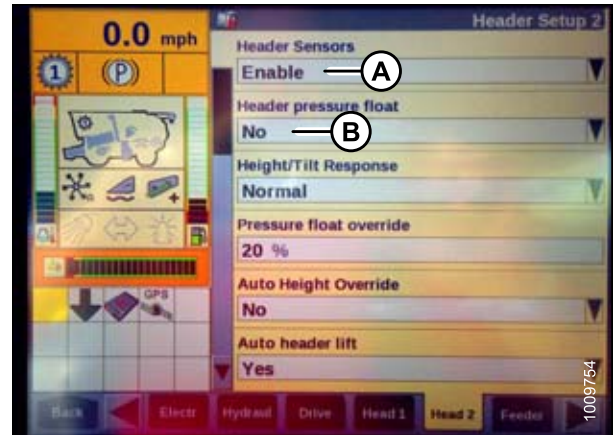 0.0 mph
Header Setup 2
1
(P)
Header Sensors
Enable
A
Header pressure float
No
B
Height/Tilt Response
Normal
Pressure float override
20 %
Auto Height Override
No
GPS
Auto header lift
Yes
Back
Electr
Hydraul
Drive
Head 1
Head 2
Feeder
1009754